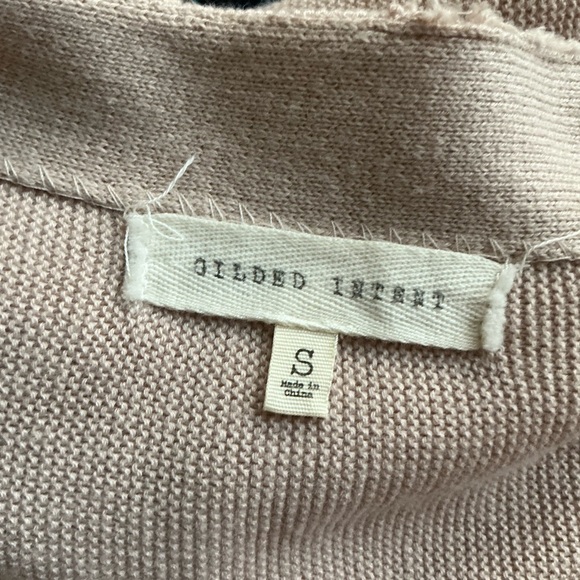 GILDED INTENT
S
Made in
China